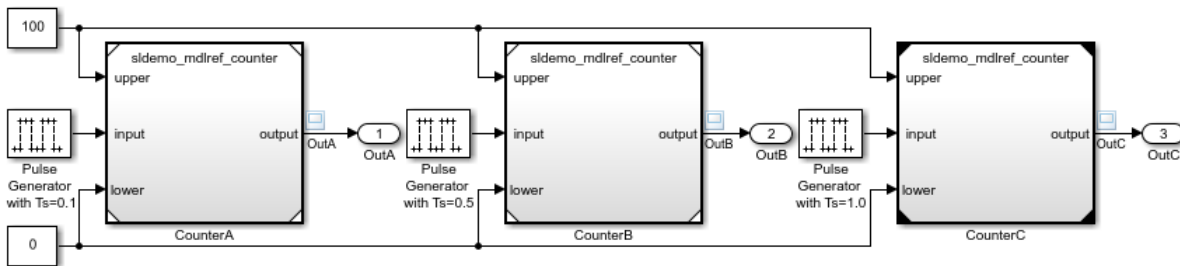 100
sldemo_mdlref_counter
upper
input
output
lower
CounterA
Pulse
Generator
with Ts=0.1
OutA
1
OutA
sldemo_mdlref_counter
upper
input
output
lower
CounterB
Pulse
Generator
with Ts=0.5
OutB
2
OutB
sldemo_mdlref_counter
upper
input
output
lower
CounterC
Pulse
Generator
with Ts=1.0
OutC
3
OutC
0